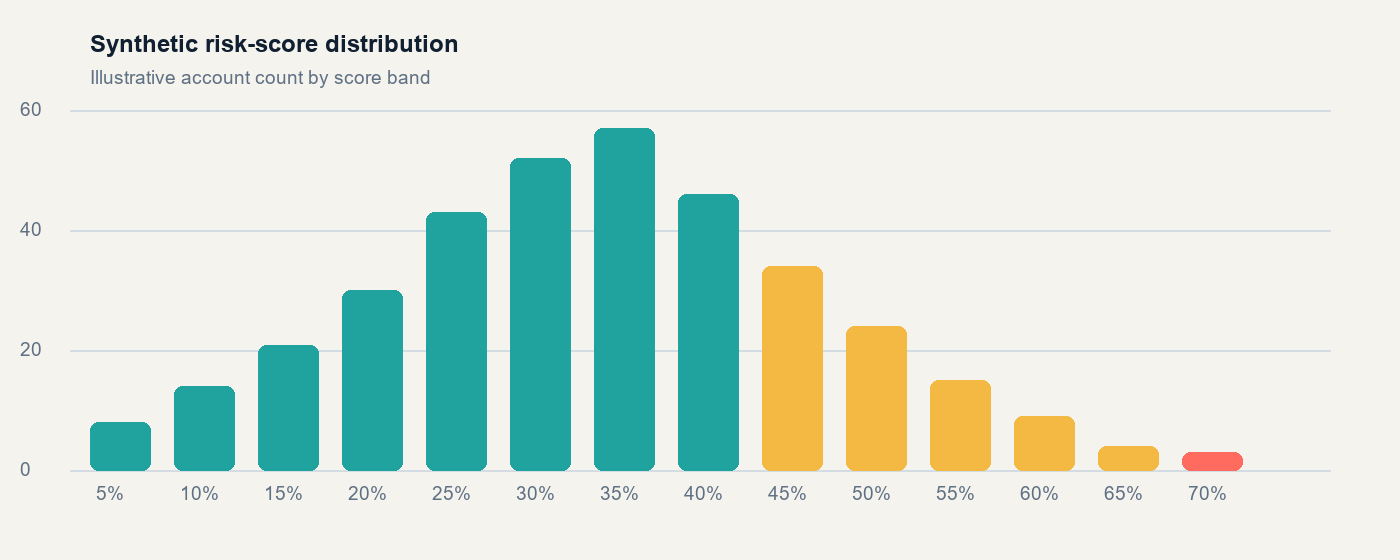 Synthetic risk-score distribution
Illustrative account count by score band
60
40
20
0
5% 10% 15% 20% 25% 30% 35% 40% 45% 50% 55% 60% 65% 70%